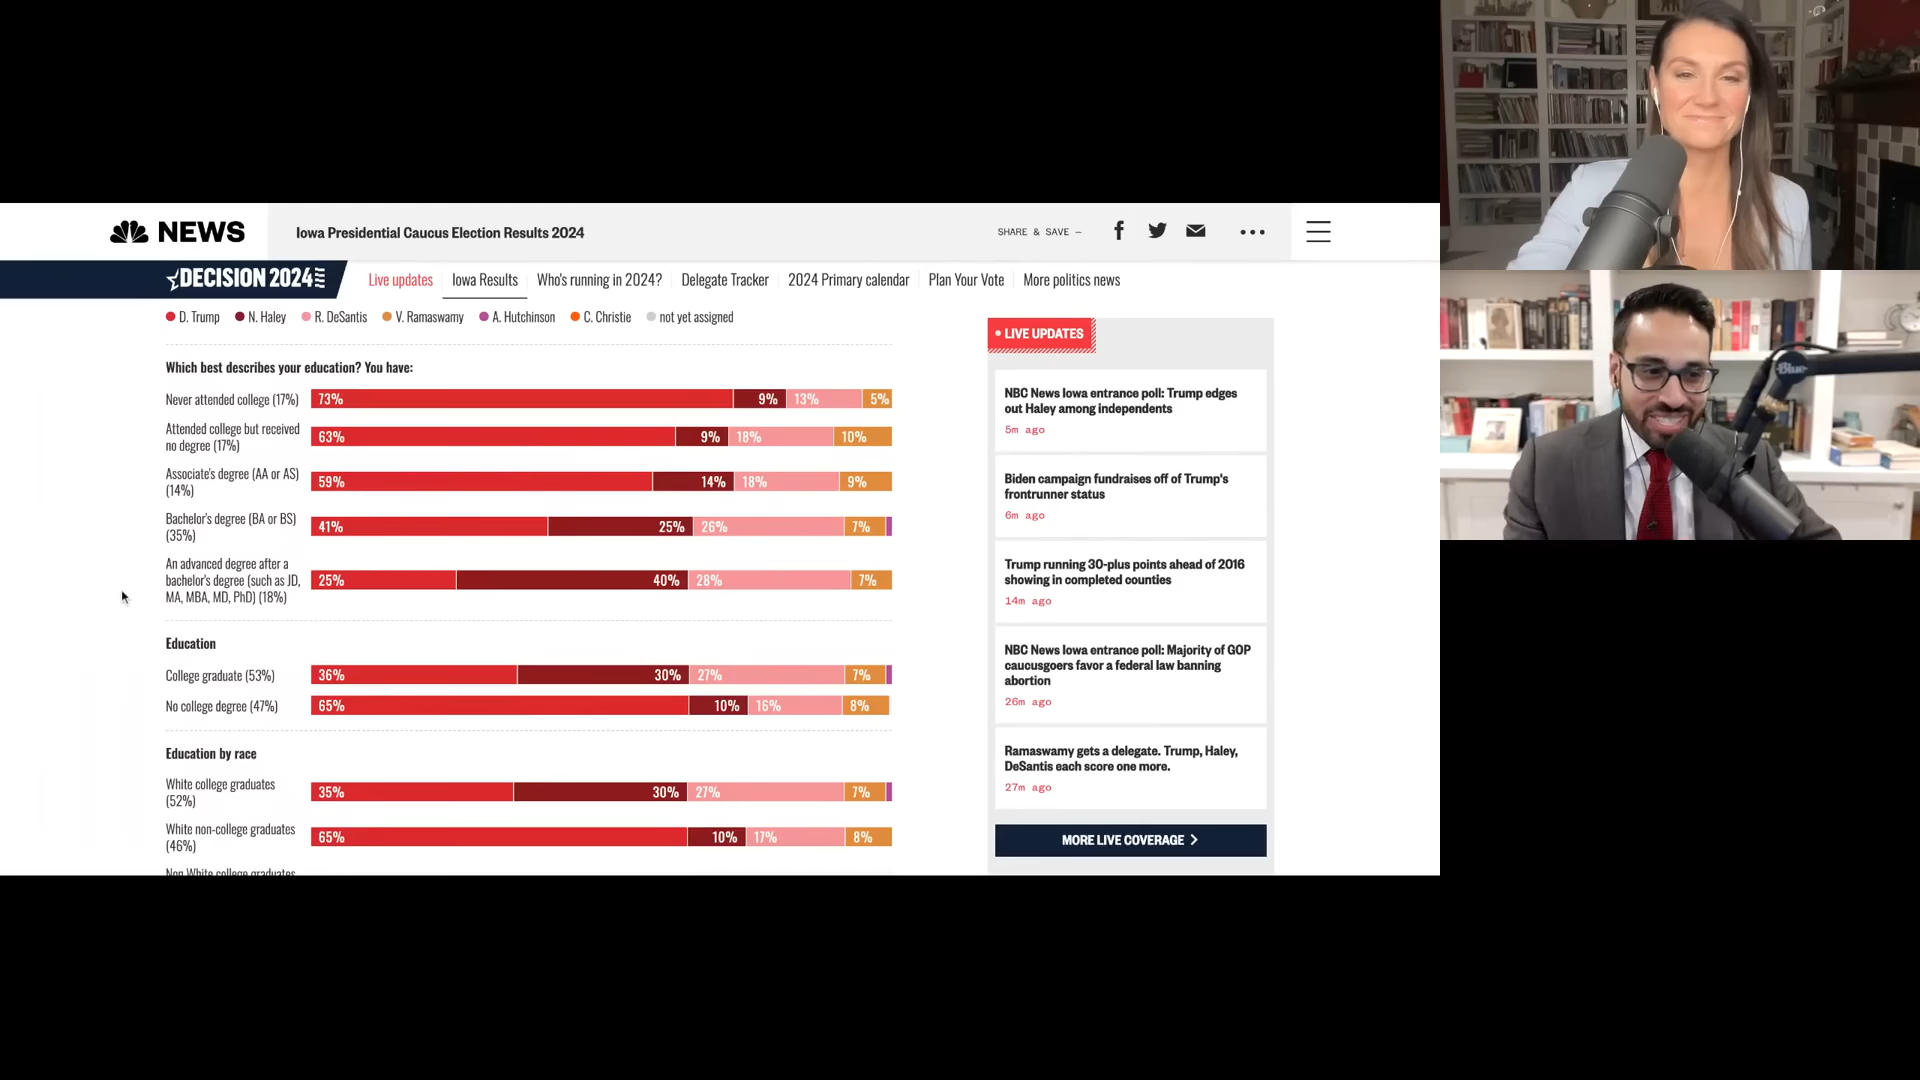 NEWS
Iowa Presidential Caucus Election Results 2024
SHARE & SAVE —
DECISION 2024
Live updates
Iowa Results
Who's running in 2024?
Delegate Tracker
2024 Primary calendar
Plan Your Vote
More politics news
D. Trump
N. Haley
R. DeSantis
V. Ramaswamy
A. Hutchinson
C. Christie
not yet assigned
Which best describes your education? You have:
Never attended college (17%)
73% 9% 13% 5%
Attended college but received
no degree (17%)
63% 9% 18% 10%
Associate's degree (AA or AS)
(14%)
59% 14% 18% 9%
Bachelor's degree (BA or BS)
(35%)
41% 25% 26% 7%
An advanced degree after a
bachelor's degree (such as JD,
MA, MBA, MD, PhD) (18%)
25% 40% 28% 7%
Education
College graduate (53%)
36% 30% 27% 7%
No college degree (47%)
65% 10% 16% 8%
Education by race
White college graduates
(52%)
35% 30% 27% 7%
White non-college graduates
(46%)
65% 10% 17% 8%
Non White college graduates
LIVE UPDATES
NBC News Iowa entrance poll: Trump edges
out Haley among independents
5m ago
Biden campaign fundraises off of Trump's
frontrunner status
6m ago
Trump running 30-plus points ahead of 2016
showing in completed counties
14m ago
NBC News Iowa entrance poll: Majority of GOP
caucusgoers favor a federal law banning
abortion
26m ago
Ramaswamy gets a delegate. Trump, Haley,
DeSantis each score one more.
27m ago
MORE LIVE COVERAGE
Blue